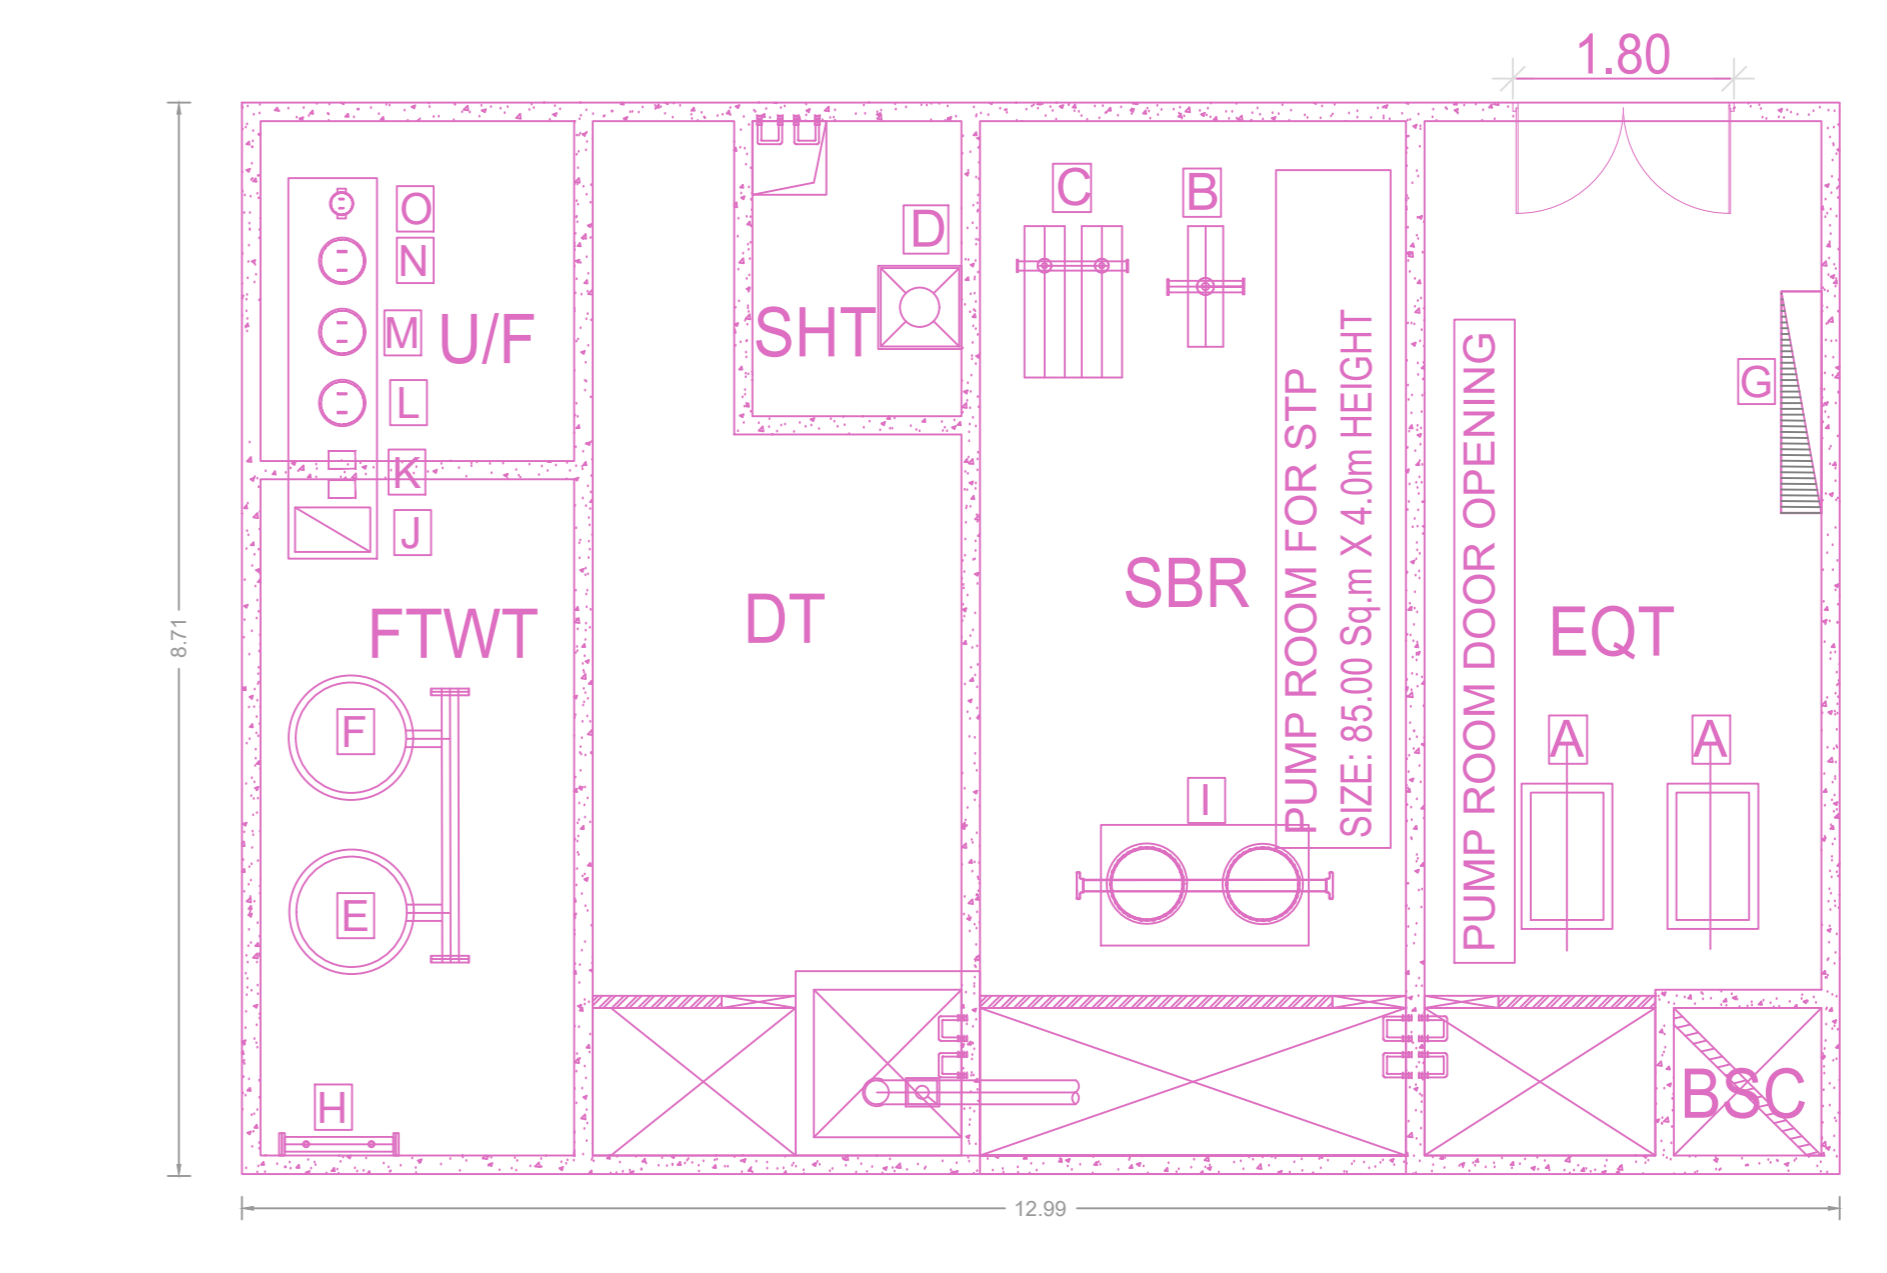 1.80
O
N
M
U/F
L
K
J
FTWT
F
E
H
8.71
12.99
DT
SHT
D
C
B
SBR
PUMP ROOM FOR STP
SIZE: 85.00 Sq.m X 4.0m HEIGHT
I
PUMP ROOM DOOR OPENING
G
EQT
A
A
BSC